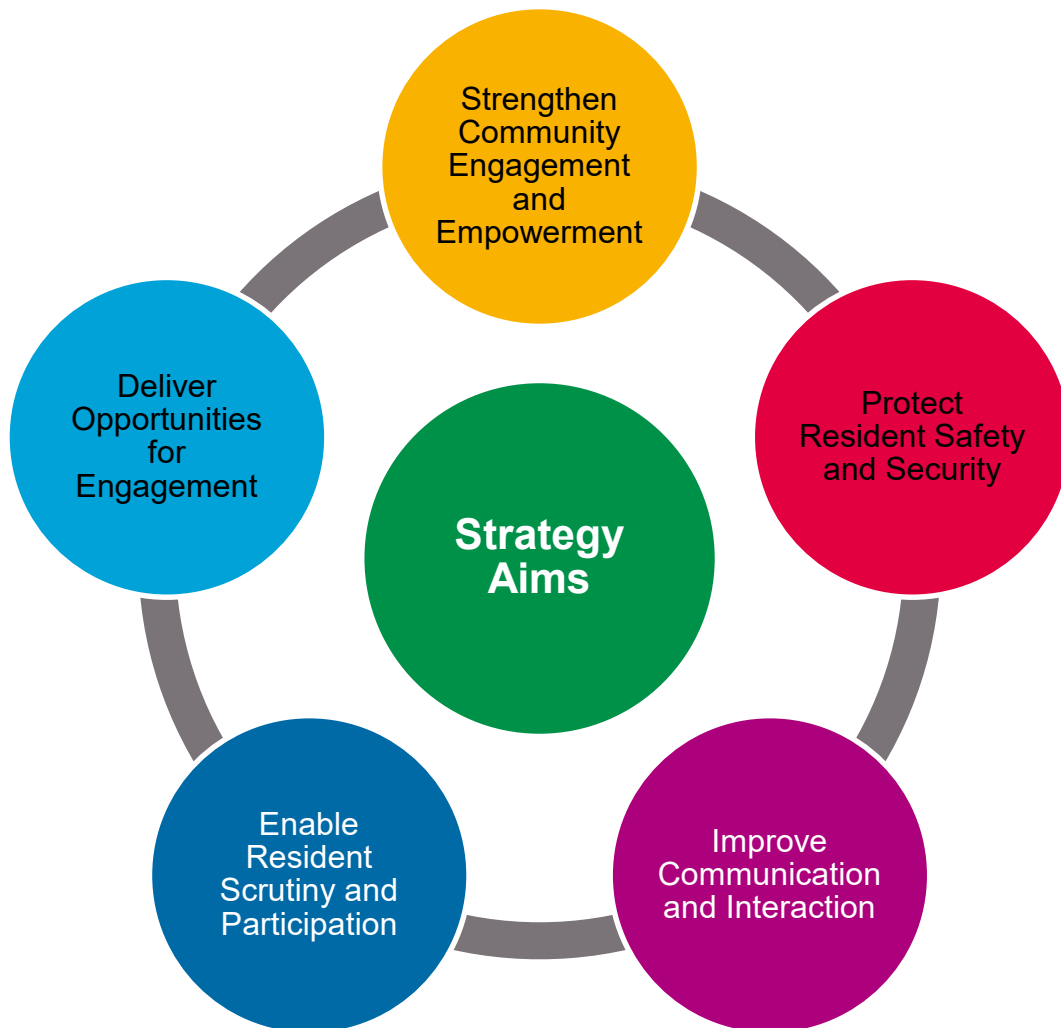 Strengthen
Community
Engagement
and
Empowerment
Protect
Resident Safety
and Security
Improve
Communication
and Interaction
Enable
Resident
Scrutiny and
Participation
Deliver
Opportunities
for
Engagement
Strategy
Aims